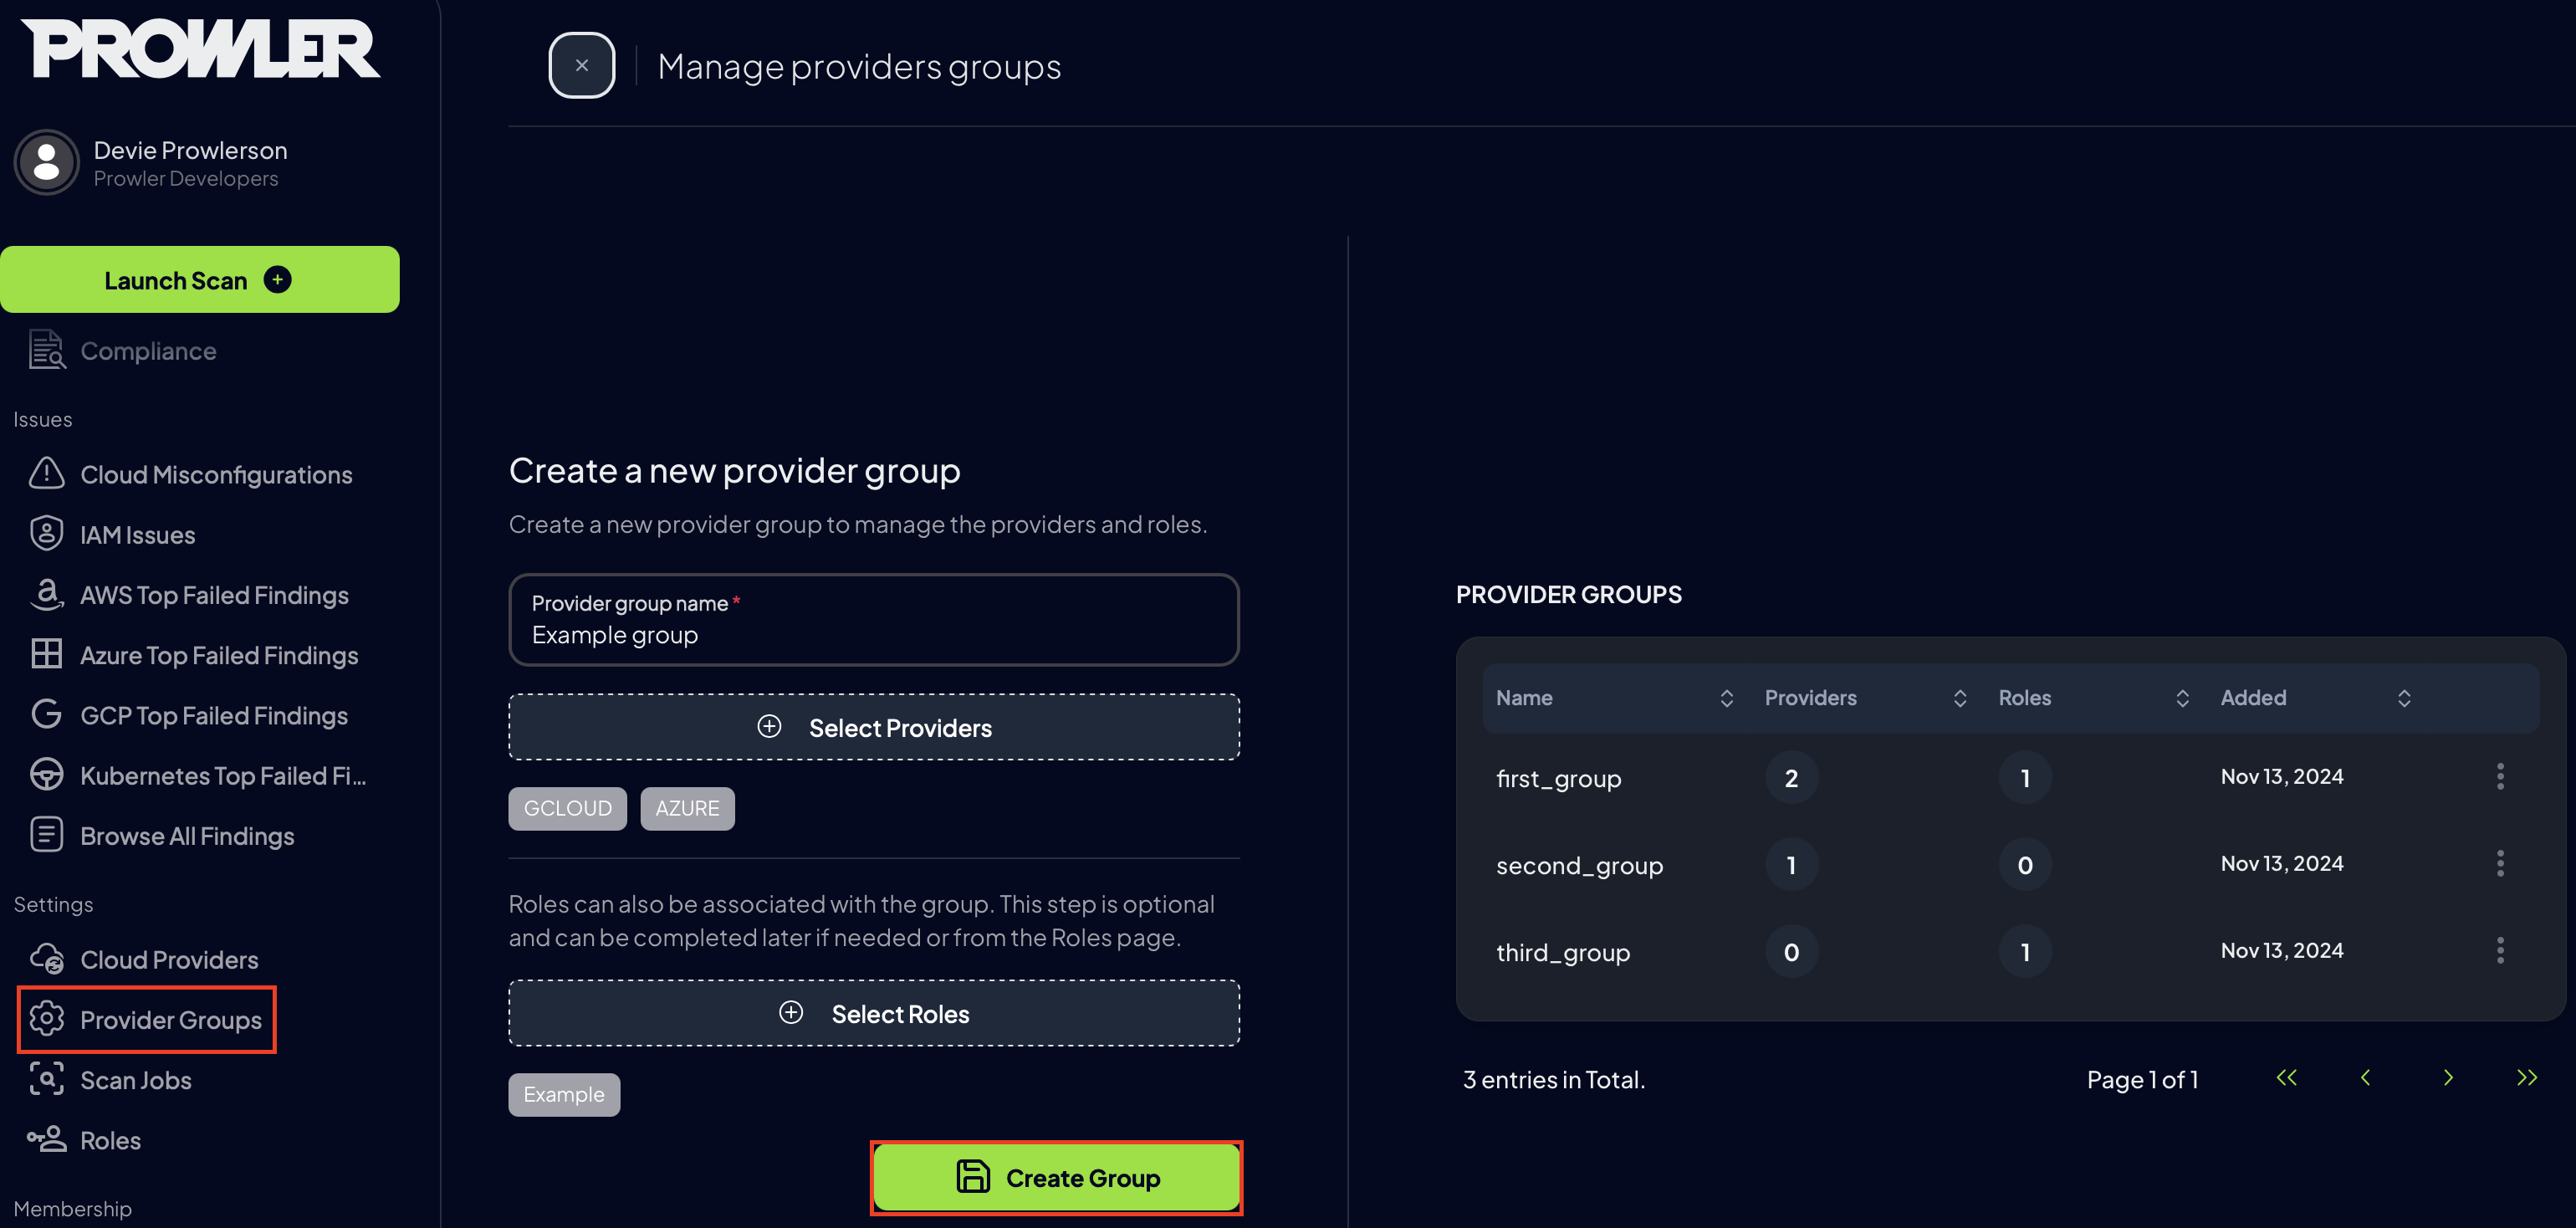 PROWLER
Devie Prowlerson
Prowler Developers
Launch Scan
Compliance
Issues
Cloud Misconfigurations
IAM Issues
AWS Top Failed Findings
Azure Top Failed Findings
GCP Top Failed Findings
Kubernetes Top Failed Fi...
Browse All Findings
Settings
Cloud Providers
Provider Groups
Scan Jobs
Roles
Membership
Manage providers groups
Create a new provider group
Create a new provider group to manage the providers and roles.
Provider group name *
Example group
Select Providers
GCLOUD AZURE
Roles can also be associated with the group. This step is optional
and can be completed later if needed or from the Roles page.
Select Roles
Example
Create Group
PROVIDER GROUPS
Name Providers Roles Added
first_group 2 1 Nov 13, 2024
second_group 1 0 Nov 13, 2024
third_group 0 1 Nov 13, 2024
3 entries in Total. Page 1 of 1